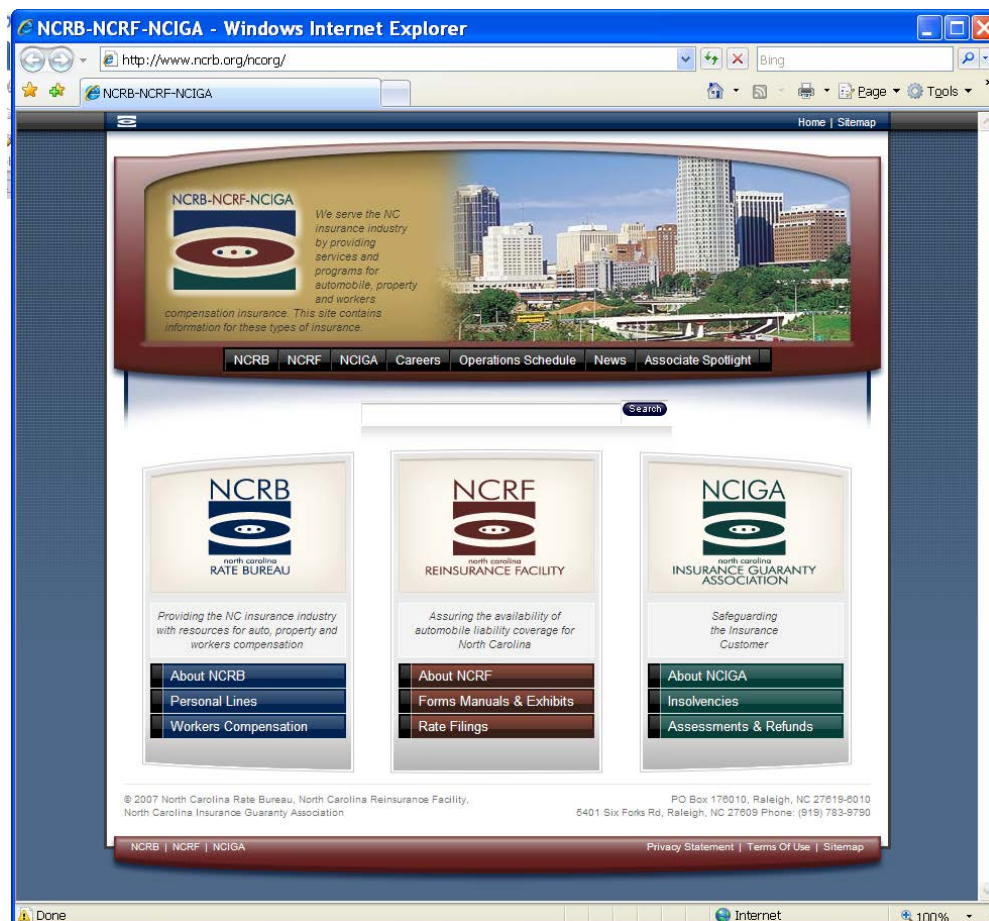 NCRB-NCRF-NCIGA - Windows Internet Explorer
http://www.ncrb.org/ncorg/
Bing
NCRB-NCRF-NCIGA
Page
Tools
Home | Sitemap
NCRB-NCRF-NCIGA
We serve the NC
insurance industry
by providing
services and
programs for
automobile, property
and workers
compensation insurance. This site contains
information for these types of insurance.
NCRB NCRF NCIGA Careers Operations Schedule News Associate Spotlight
Search
NCRB
north carolina
RATE BUREAU
Providing the NC insurance industry
with resources for auto, property and
workers compensation
About NCRB
Personal Lines
Workers Compensation
NCRF
north carolina
REINSURANCE FACILITY
Assuring the availability of
automobile liability coverage for
North Carolina
About NCRF
Forms Manuals & Exhibits
Rate Filings
NCIGA
north carolina
INSURANCE GUARANTY
ASSOCIATION
Safeguarding
the Insurance
Customer
About NCIGA
Insolvencies
Assessments & Refunds
© 2007 North Carolina Rate Bureau, North Carolina Reinsurance Facility,
North Carolina Insurance Guaranty Association
PO Box 176010, Raleigh, NC 27619-6010
5401 Six Forks Rd, Raleigh, NC 27609 Phone: (919) 783-9790
NCRB | NCRF | NCIGA
Privacy Statement | Terms Of Use | Sitemap
Done
Internet
100%